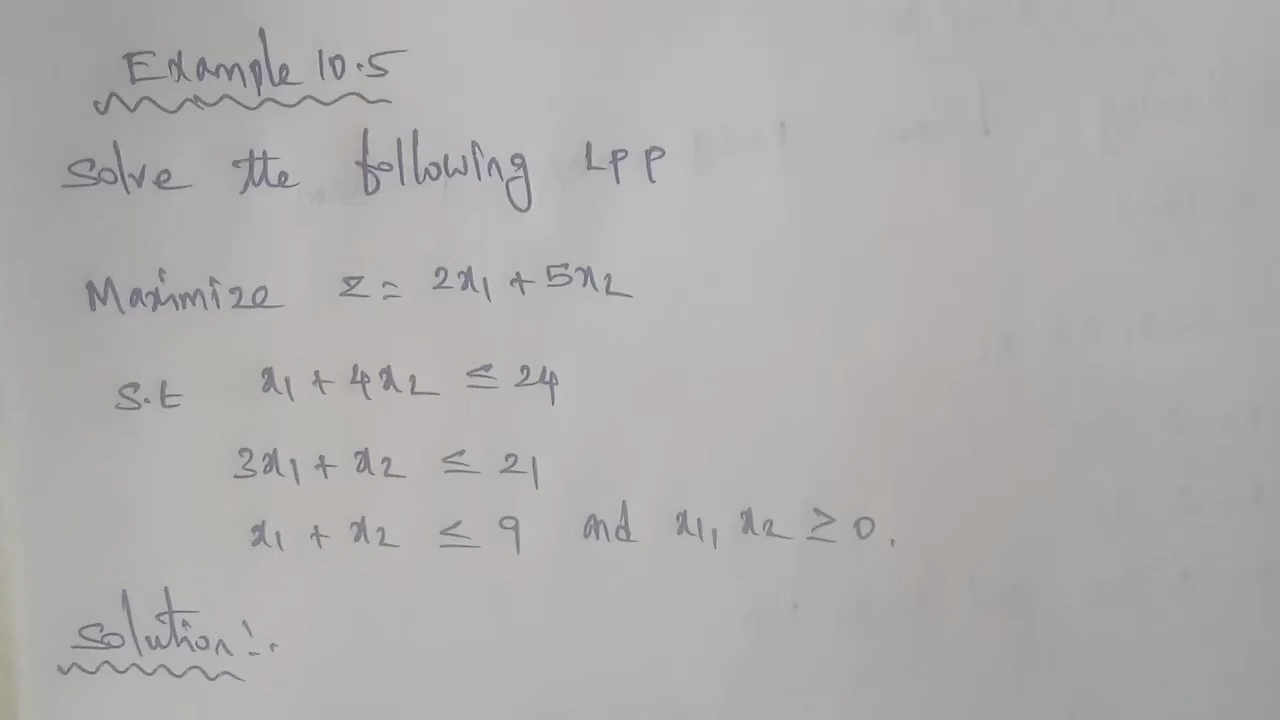 Example 10.5
Solve the following LPP
Maximize z = 2x1 + 5x2
S.t x1 + 4x2 ≤ 24
3x1 + x2 ≤ 21
x1 + x2 ≤ 9 and x1, x2 ≥ 0.
Solution:.